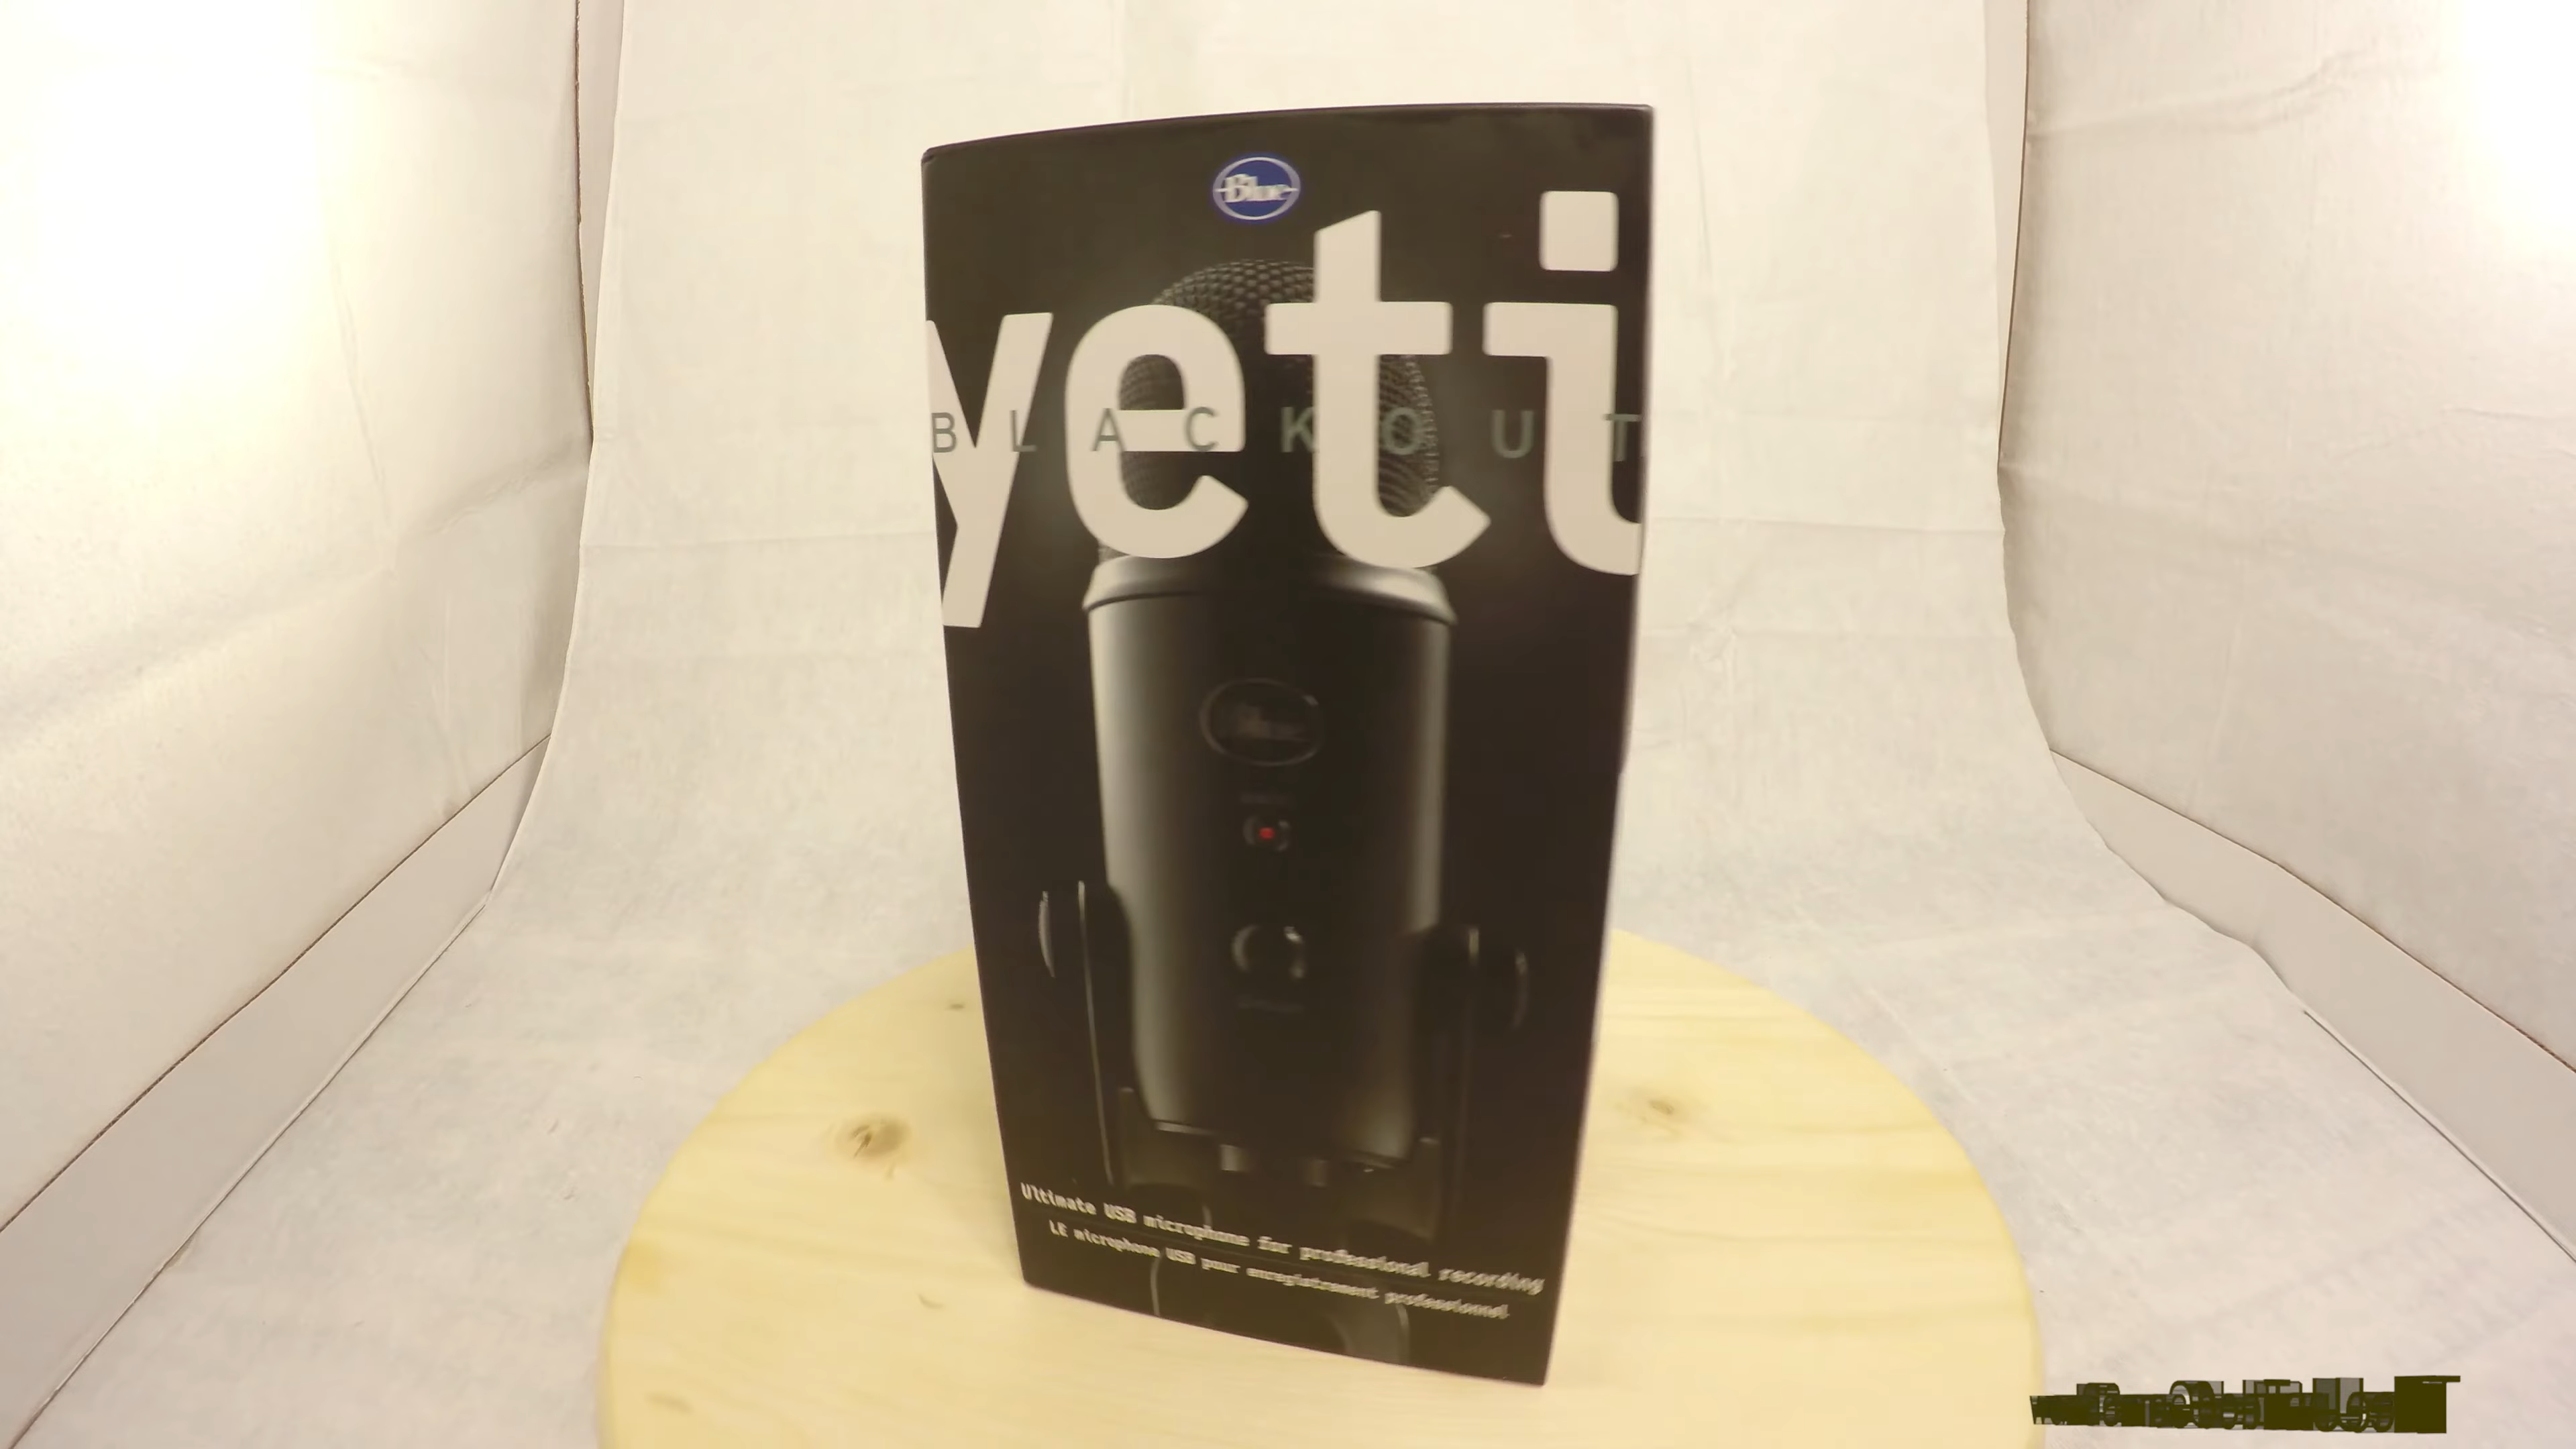 Blue
yeti
BLACKOUT
Ultimate USB microphone for professional recording
LE microphone USB pour enregistrement professionnel